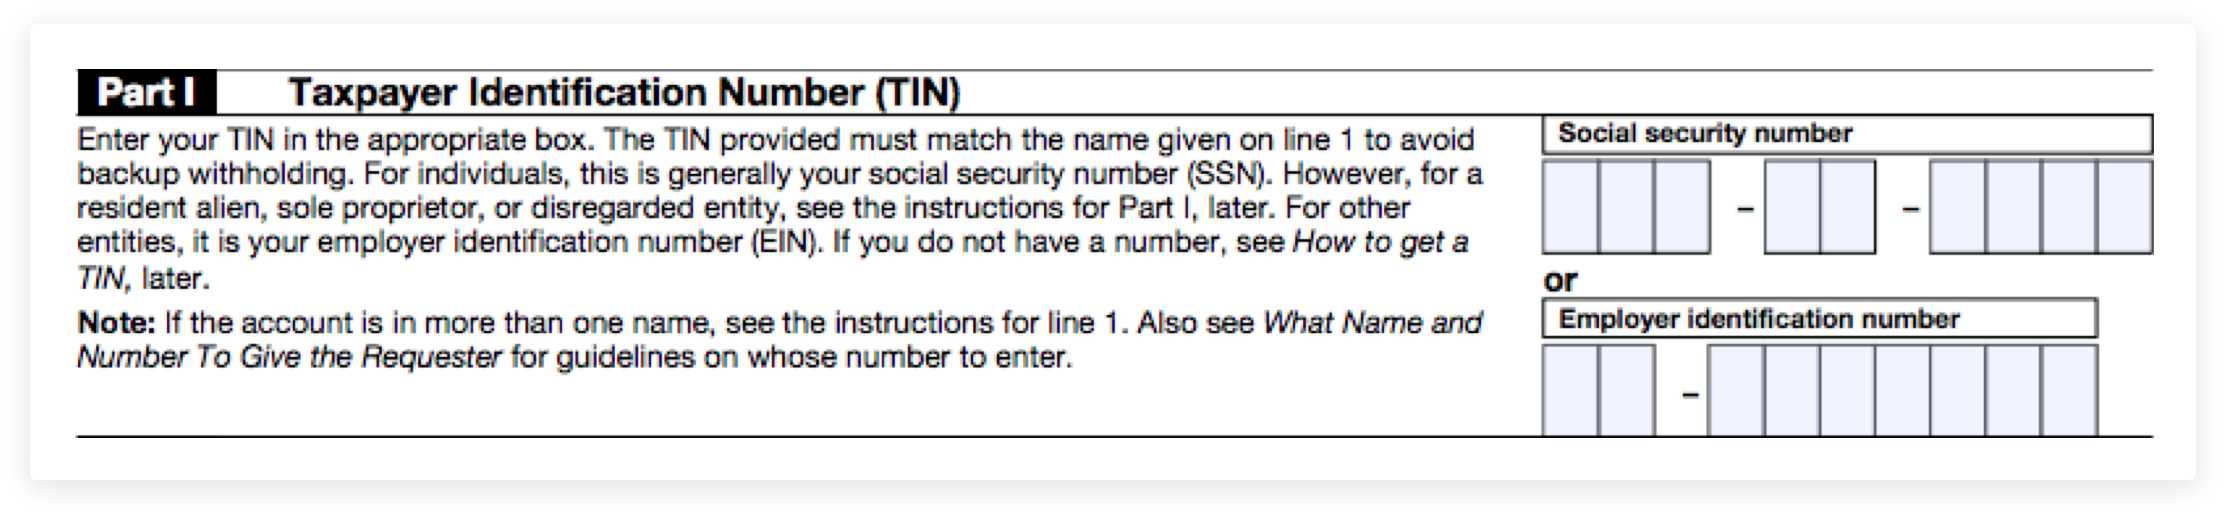 Part I Taxpayer Identification Number (TIN)
Enter your TIN in the appropriate box. The TIN provided must match the name given on line 1 to avoid
backup withholding. For individuals, this is generally your social security number (SSN). However, for a
resident alien, sole proprietor, or disregarded entity, see the instructions for Part I, later. For other
entities, it is your employer identification number (EIN). If you do not have a number, see How to get a
TIN, later.
Note: If the account is in more than one name, see the instructions for line 1. Also see What Name and
Number To Give the Requester for guidelines on whose number to enter.
Social security number
– –
or
Employer identification number
–